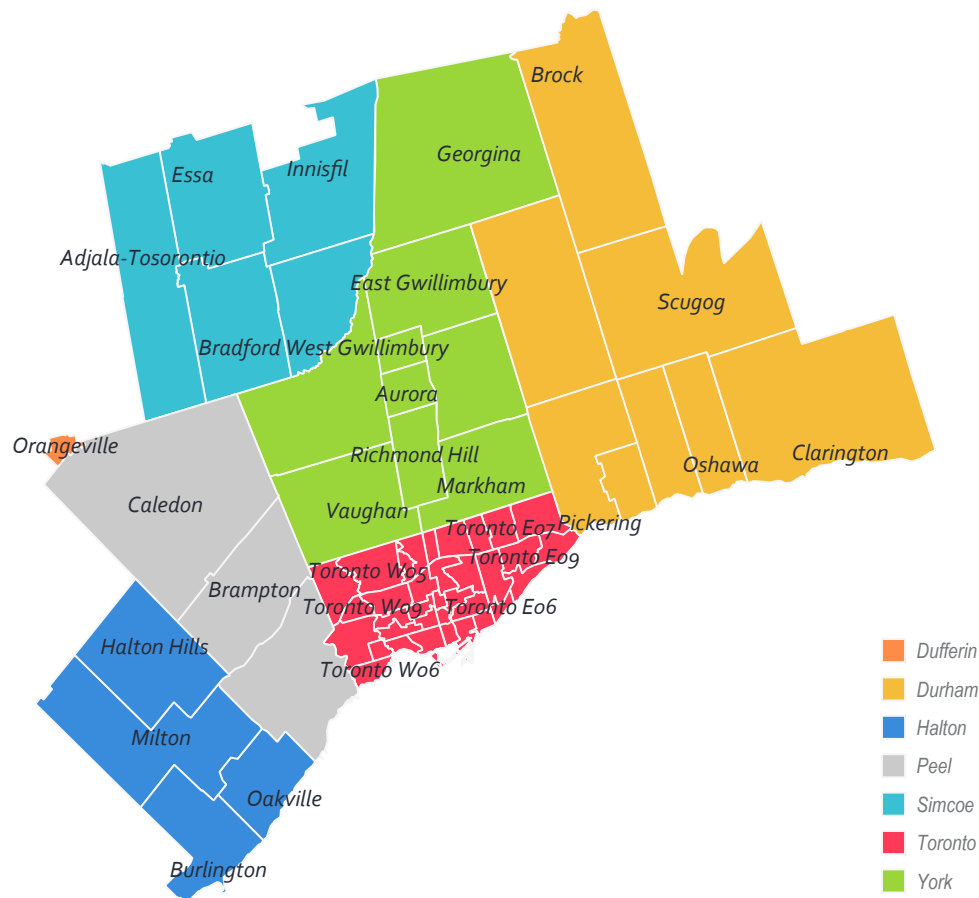 Brock
Georgina
Innisfil
Essa
Adjala-Tosorontio
East Gwillimbury
Scugog
Bradford West Gwillimbury
Aurora
Orangeville
Richmond Hill
Oshawa
Clarington
Caledon
Markham
Vaughan
Toronto E07
Pickering
Toronto E09
Toronto W05
Brampton
Toronto W09
Toronto E06
Halton Hills
Toronto W06
Milton
Oakville
Burlington
Dufferin
Durham
Halton
Peel
Simcoe
Toronto
York